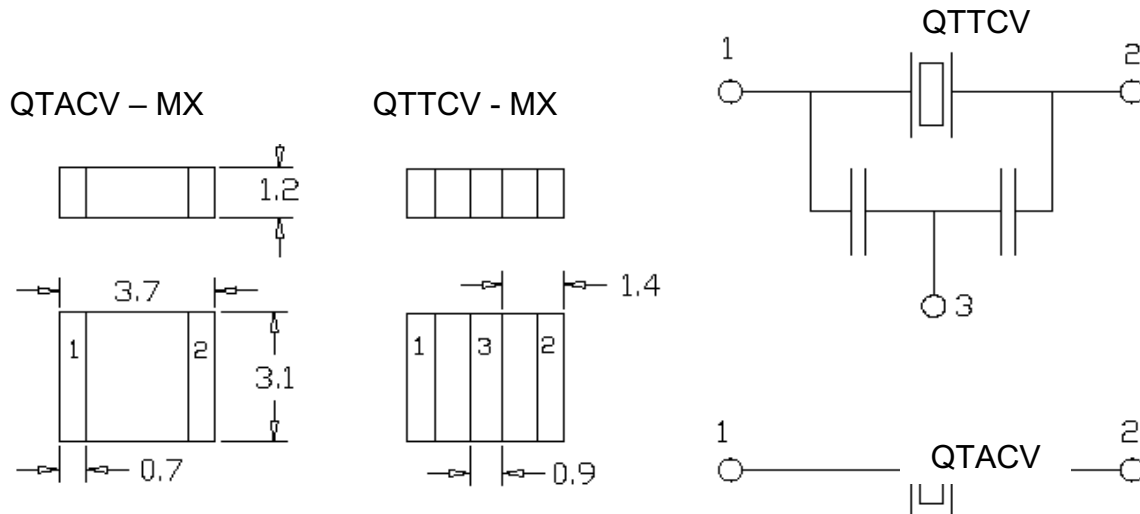 QTTCV
1 2
QTACV – MX QTTCV - MX
1.2
3.7 1.4
3
1 2 1 3 2
3.1
0.7 0.9
1 2
QTACV